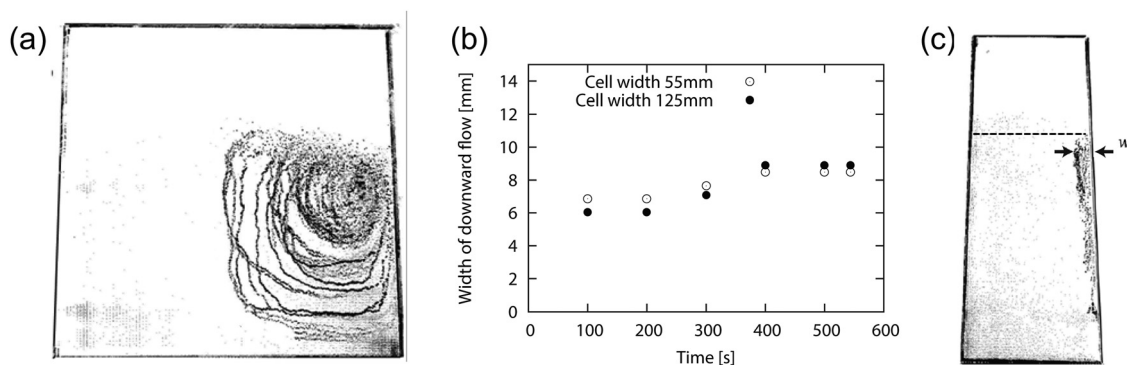 (a)
(b)
Width of downward flow [mm]
14
12
10
8
6
4
2
0
Cell width 55mm
Cell width 125mm
0 100 200 300 400 500 600
Time [s]
(c)
w